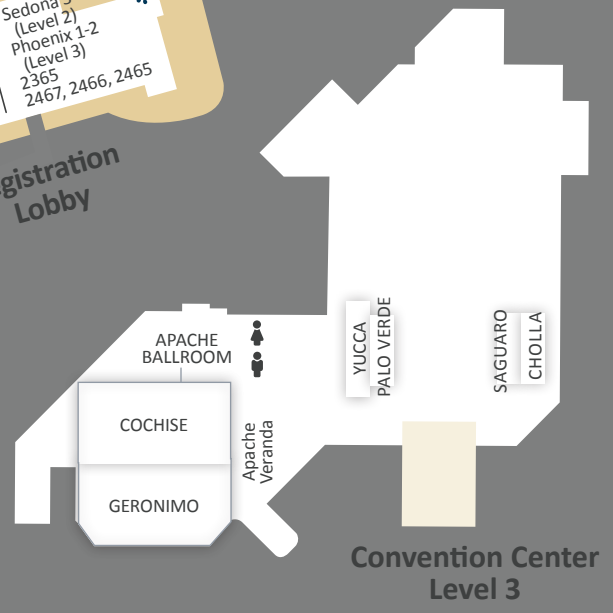 Sedona
(Level 2)
Phoenix 1-2
(Level 3)
2365
2467, 2466, 2465
gistration
Lobby
APACHE
BALLROOM
COCHISE
GERONIMO
Apache
Veranda
YUCCA
PALO VERDE
SAGUARO
CHOLLA
Convention Center
Level 3